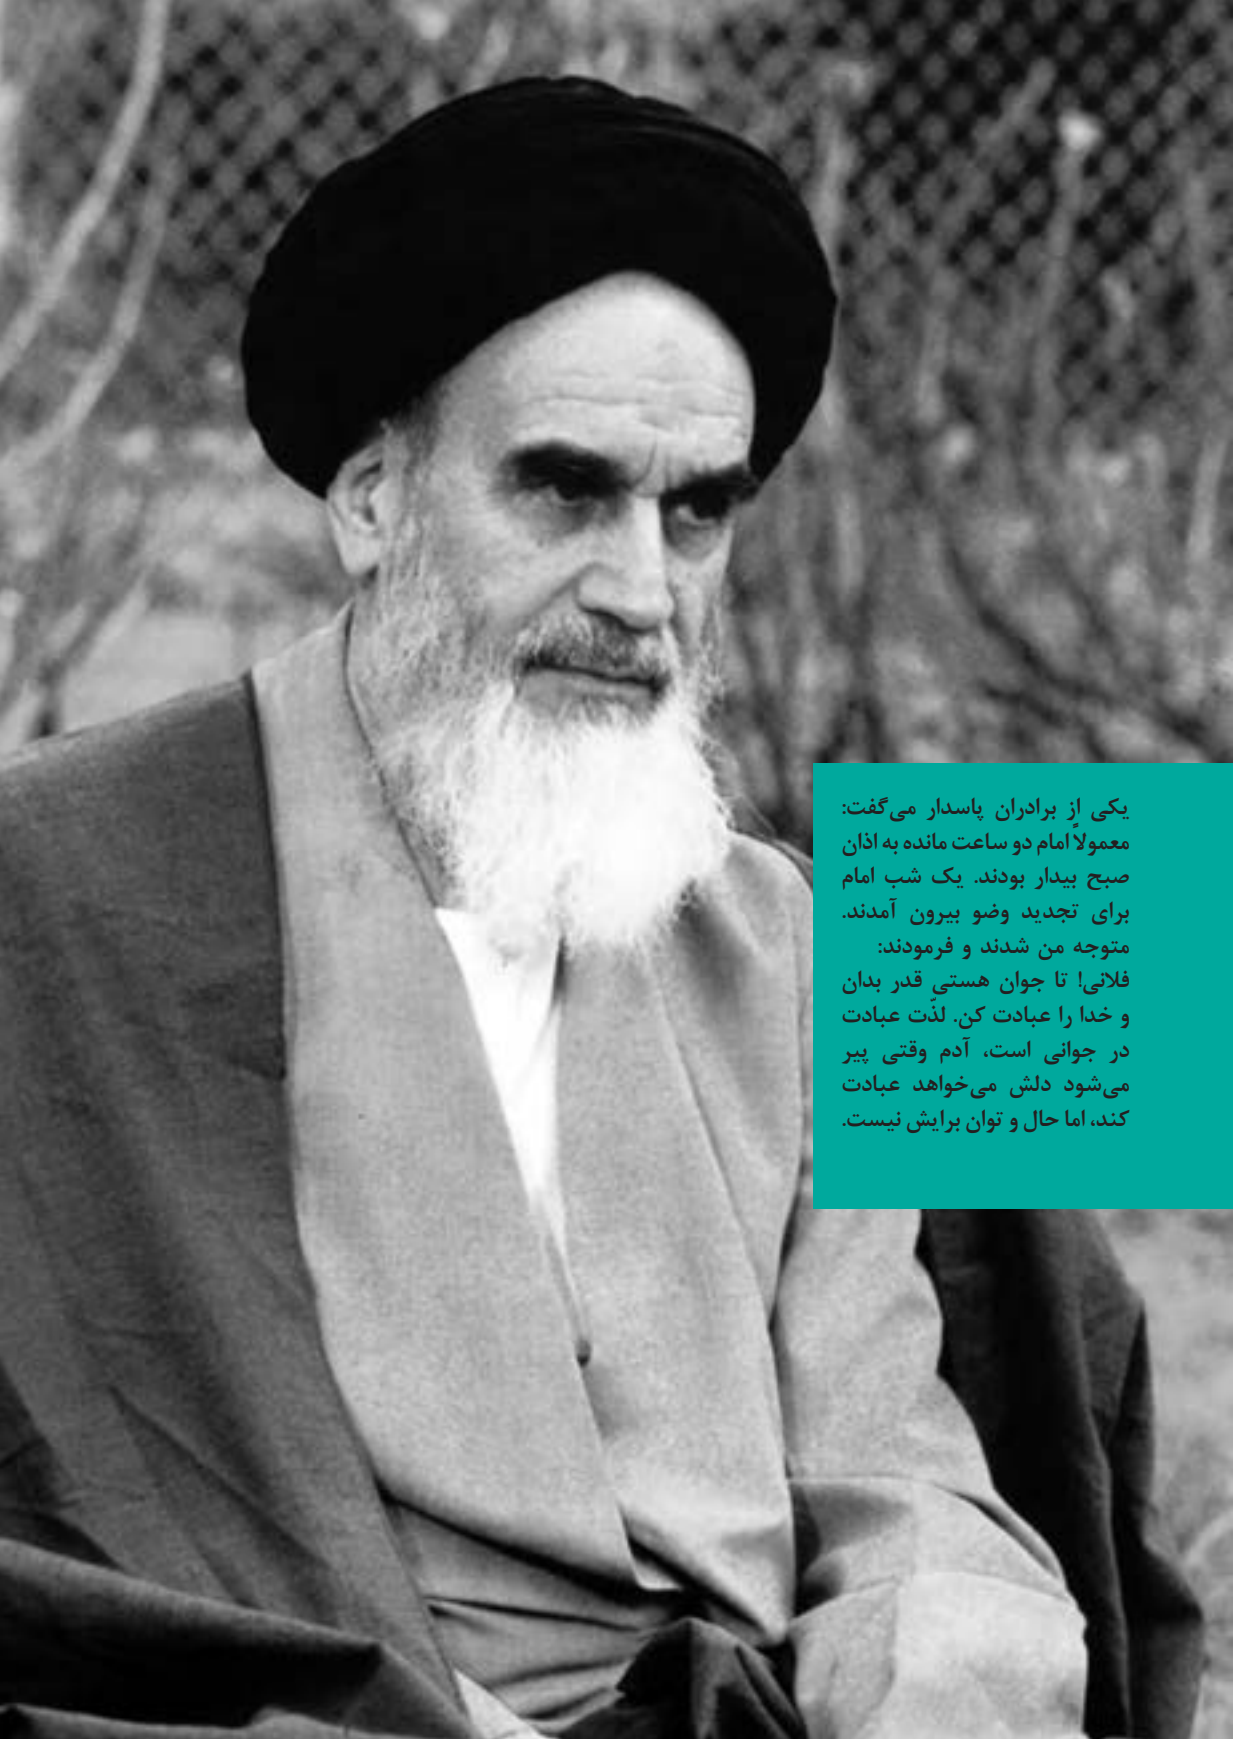 یکی از برادران پاسدار می‌گفت:
معمولاً امام دو ساعت مانده به اذان
صبح بیدار بودند. یک شب امام
برای تجدید وضو بیرون آمدند.
متوجه من شدند و فرمودند:
فلانی! تا جوان هستی قدر بدان
و خدا را عبادت کن. لذّت عبادت
در جوانی است، آدم وقتی پیر
می‌شود دلش می‌خواهد عبادت
کند، اما حال و توان برایش نیست.